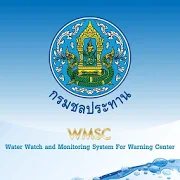 กรมชลประทาน
WMSC
Water Watch and Monitoring System For Warning Center